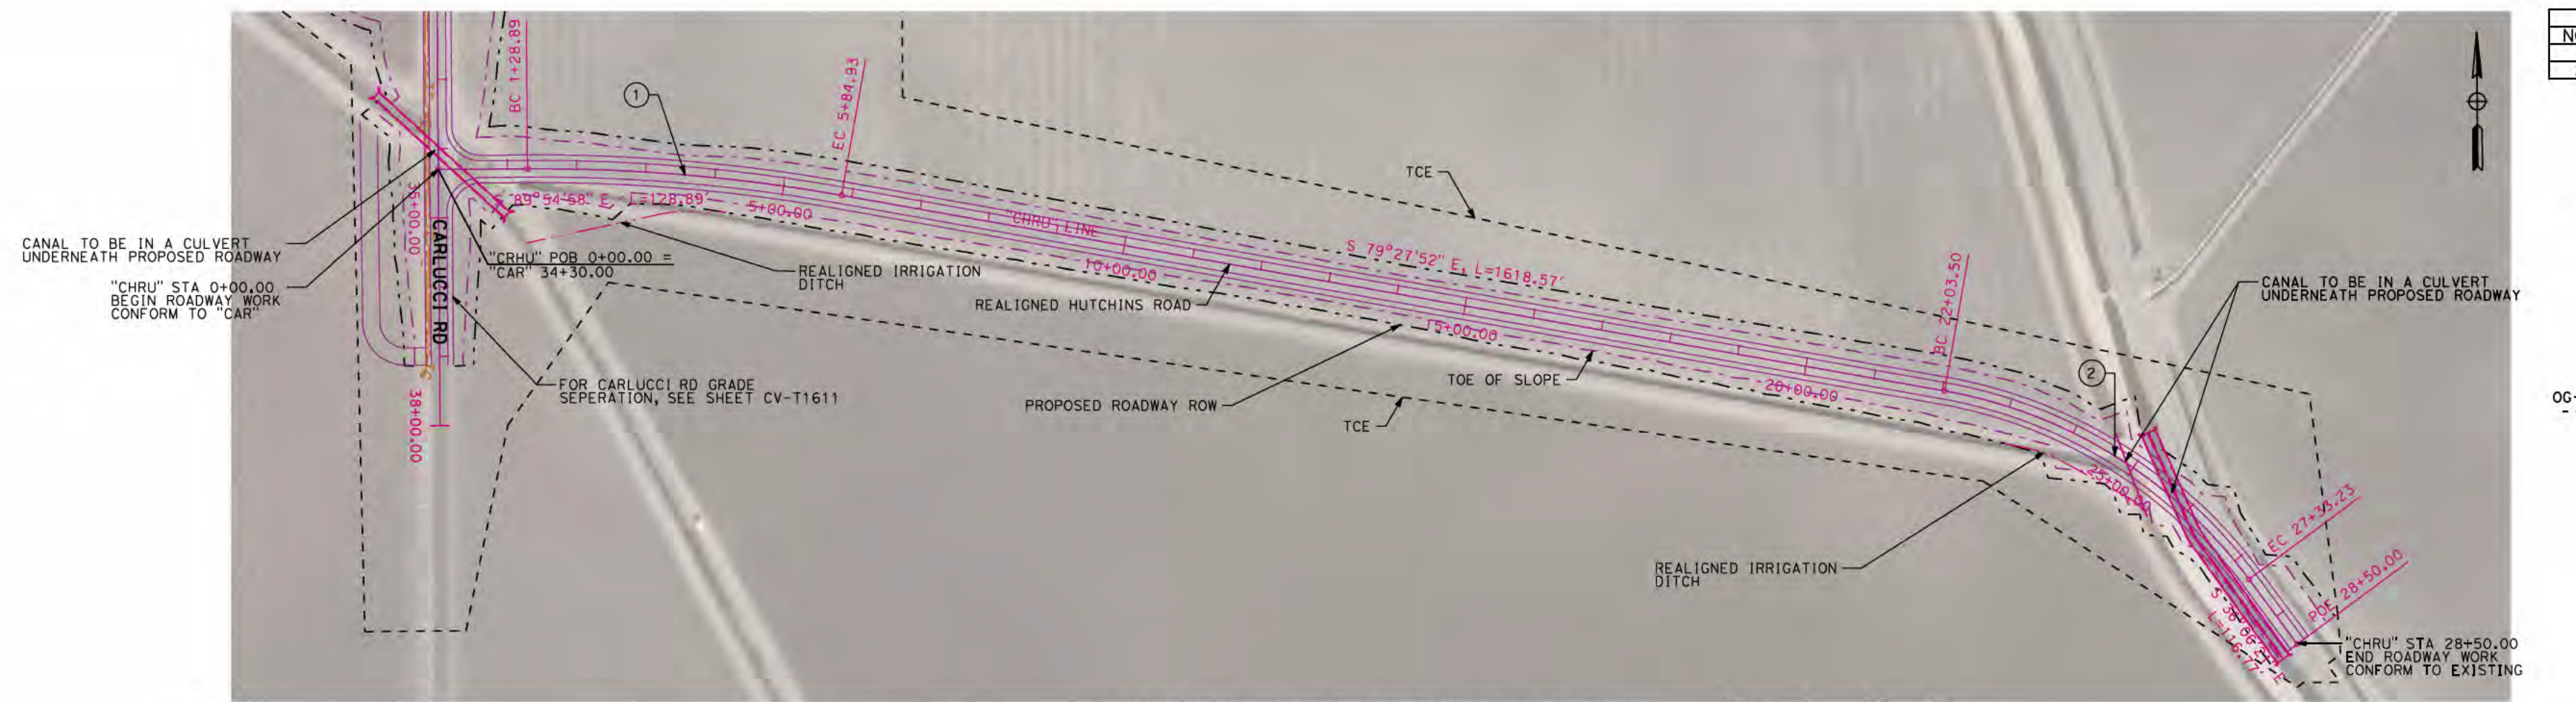 BC 1+28.89
EC 5+84.93
1
TCE
"CHRU" LINE
S 79°27'52" E, L=1618.57'
S 89°54'58" E, L=128.89'
5+00.00
10+00.00
15+00.00
20+00.00
25+00.00
35+00.00
38+00.00
CARLUCCI RD
CANAL TO BE IN A CULVERT
UNDERNEATH PROPOSED ROADWAY
"CHRU" STA 0+00.00
BEGIN ROADWAY WORK
CONFORM TO "CAR"
"CRHU" POB 0+00.00 =
"CAR" 34+30.00
REALIGNED IRRIGATION
DITCH
REALIGNED HUTCHINS ROAD
FOR CARLUCCI RD GRADE
SEPERATION, SEE SHEET CV-T1611
PROPOSED ROADWAY ROW
TOE OF SLOPE
TCE
BC 22+03.50
2
CANAL TO BE IN A CULVERT
UNDERNEATH PROPOSED ROADWAY
REALIGNED IRRIGATION
DITCH
EC 27+33.23
POE 28+50.00
L=116.77'
"CHRU" STA 28+50.00
END ROADWAY WORK
CONFORM TO EXISTING